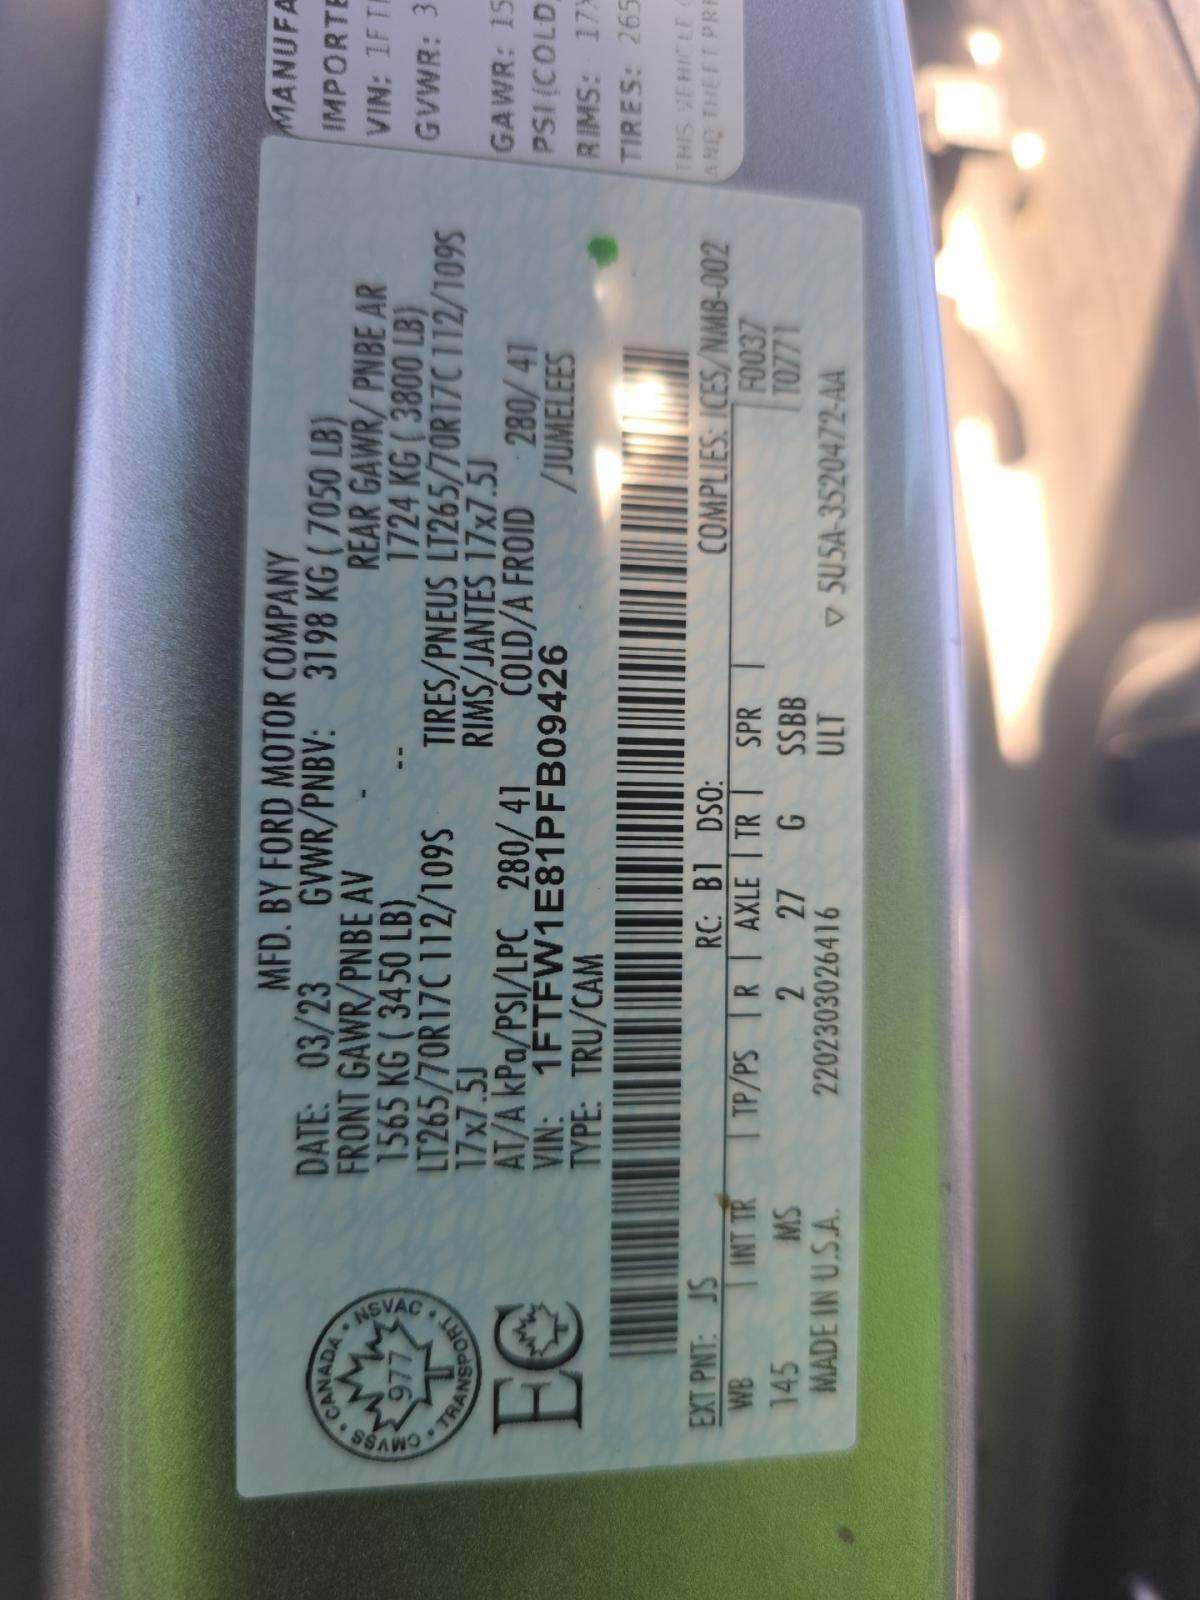 MANUFA
IMPORTE
VIN: 1FT
GVWR: 3
GAWR: 15
PSI(COLD)
RIMS: 17X
TIRES: 265
THIS VEHICLE
AND THEFT PRE
MFD. BY FORD MOTOR COMPANY
DATE: 03/23 GVWR/PNBV: 3198 KG ( 7050 LB)
FRONT GAWR/PNBE AV - REAR GAWR/ PNBE AR
1565 KG ( 3450 LB) -- 1724 KG ( 3800 LB)
LT265/70R17C 112/109S TIRES/PNEUS LT265/70R17C 112/109S
17x7.5J RIMS/JANTES 17x7.5J
AT/A kPa/PSI/LPC 280/ 41 COLD/A FROID 280/ 41
VIN: 1FTFW1E81PFB09426 /JUMELEES
TYPE: TRU/CAM
CANADA • NSVAC • TRANSPORT • CMVSS •
977
EC
EXT PNT: JS RC: B1 DSO: COMPLIES: ICES/NMB-002
WB | INT TR | TP/PS | R | AXLE | TR | SPR | F0037
145 MS 2 27 G SSBB T0771
MADE IN U.S.A. 2202303026416 ULT ▽ 5U5A-3520472-AA